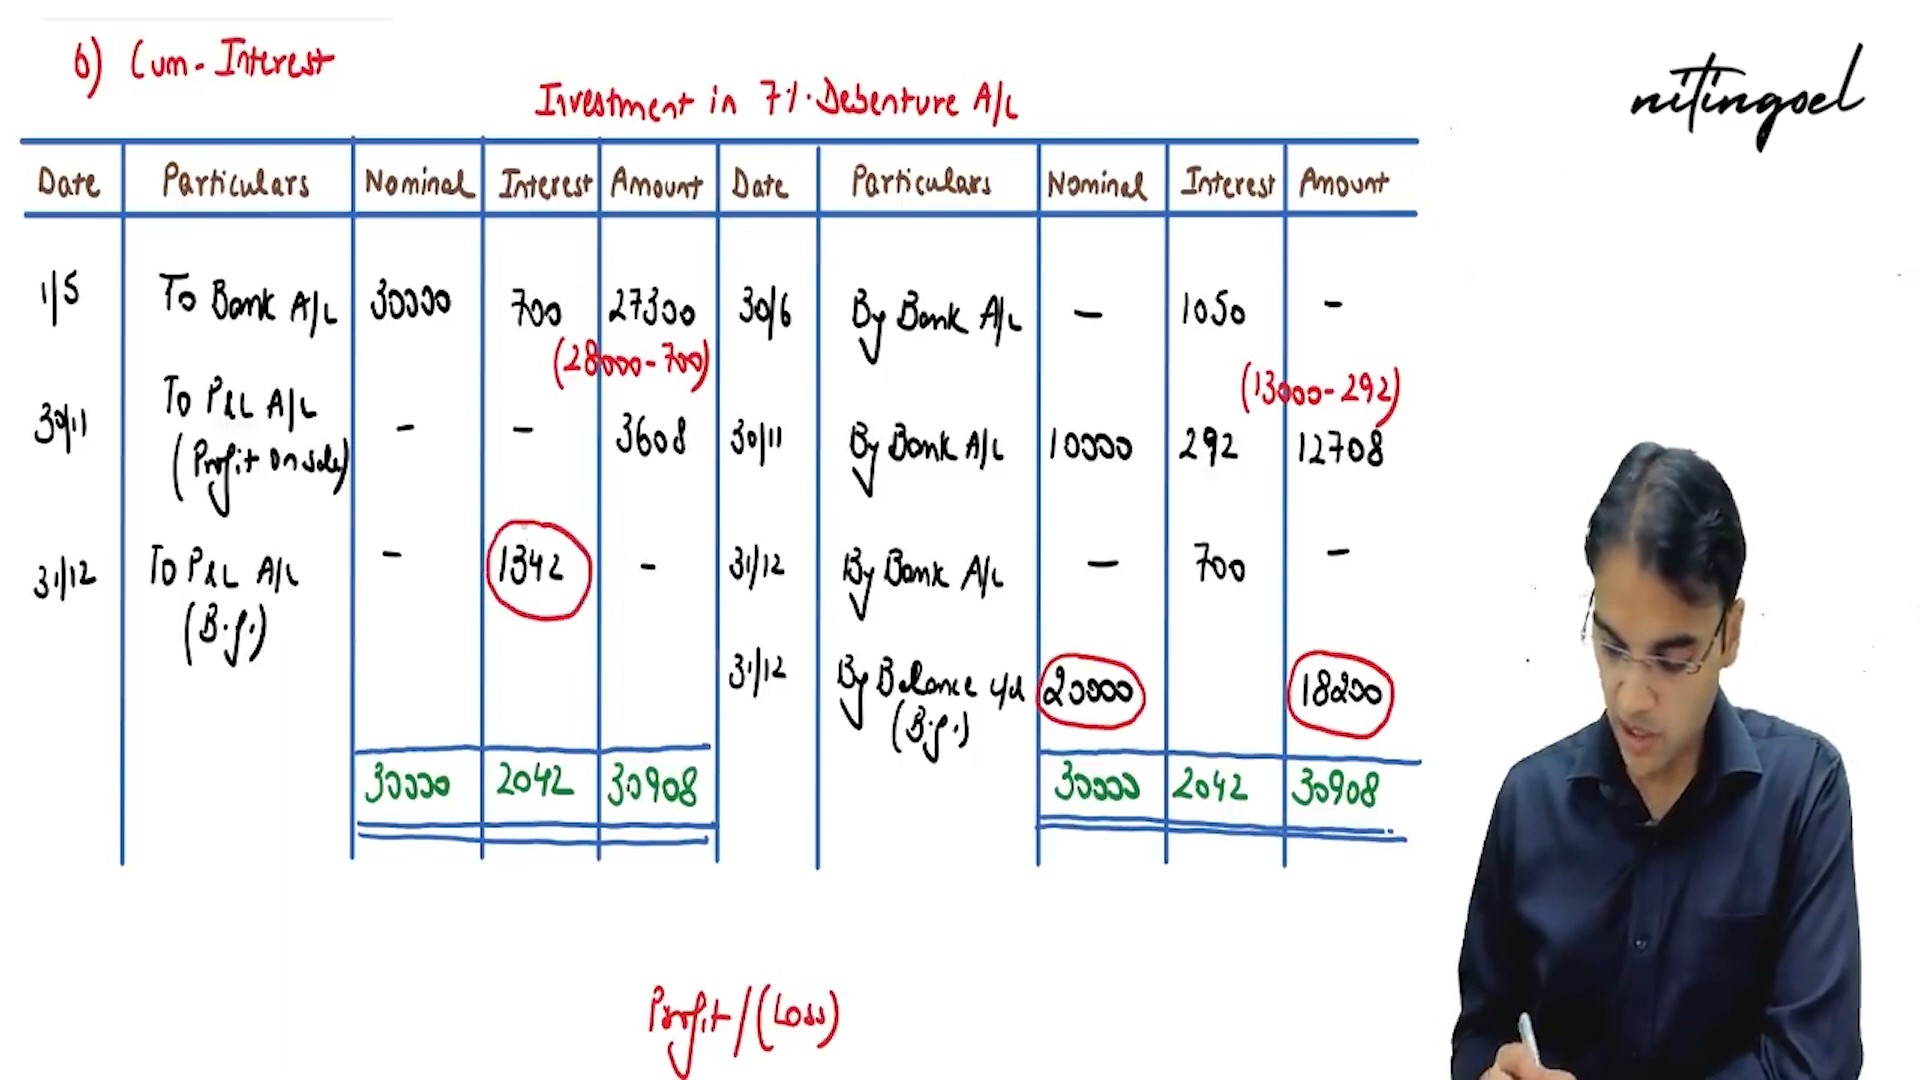 b) Cum-Interest
nitingoel
Investment in 7% Debenture A/c
Date Particulars Nominal Interest Amount Date Particulars Nominal Interest Amount
1/5 To Bank A/c 30000 700 27300 30/6 By Bank A/c — 1050 —
(28000-700) (13000-292)
30/11 To P&L A/c (Profit on sale) — — 3608 30/11 By Bank A/c 10000 292 12708
31/12 To P&L A/c (B.f.) — 1342 — 31/12 By Bank A/c — 700 —
31/12 By Balance c/d (B.f.) 20000 18200
30000 2042 30908 30000 2042 30908
Profit/(Loss)